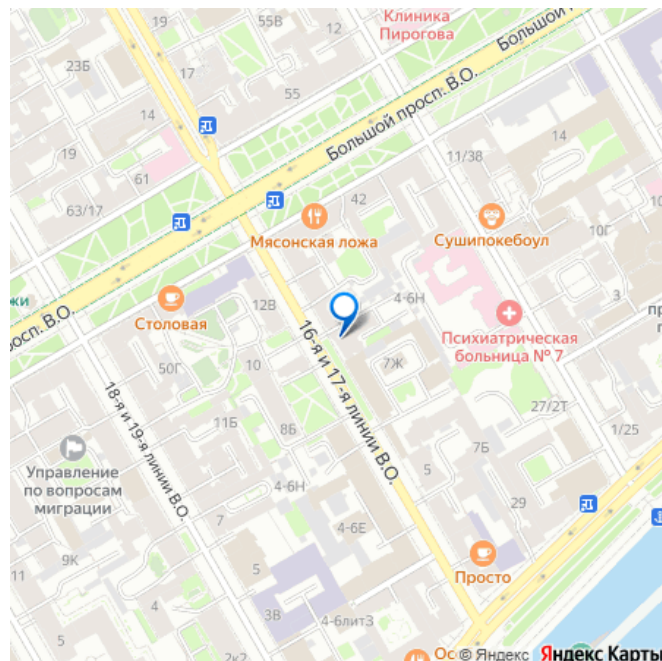 19
55В
Клиника
Пирогова
Большой
23Б
17
55
14
Большой просп. В.О.
19
61
11/38
14
63/17
42
Мясонская ложа
Сушипокебоул
10Г
12В
4-6Н
3
Столовая
просп. В.О.
16-я и 17-я линии В.О.
Психиатрическая
больница № 7
10
7Ж
50Г
18-я и 19-я линии В.О.
11Б
8Б
27/2Т
1/25
Управление
по вопросам
миграции
7Б
5
4-6Н
29
7
4-6Е
9К
11
5
Просто
3В
4-6лит3
5
2к2
© Яндекс Яндекс Карты